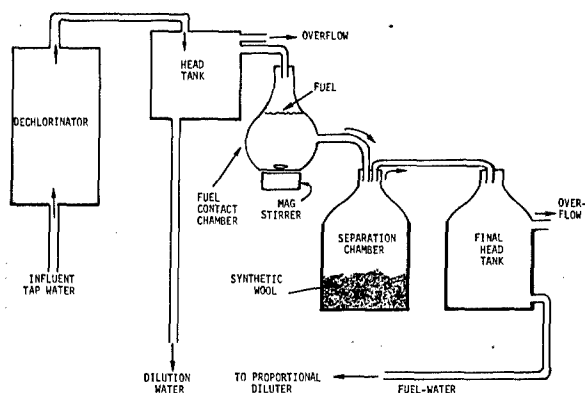 OVERFLOW
HEAD
TANK
FUEL
DECHLORINATOR
FUEL
CONTACT
CHAMBER
MAG
STIRRER
OVER-
FLOW
SEPARATION
CHAMBER
FINAL
HEAD
TANK
SYNTHETIC
WOOL
INFLUENT
TAP WATER
DILUTION
WATER
TO PROPORTIONAL
DILUTER
FUEL-WATER